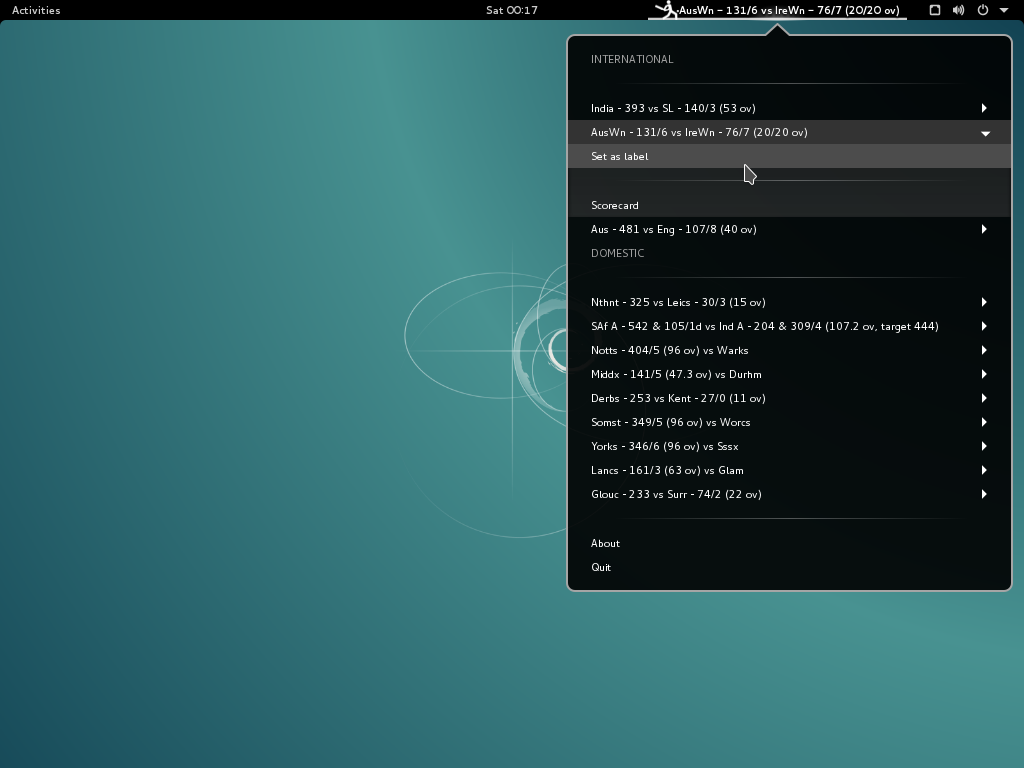 Activities
Sat 00:17
AusWn – 131/6 vs IreWn – 76/7 (20/20 ov)
INTERNATIONAL
India - 393 vs SL - 140/3 (53 ov)
AusWn - 131/6 vs IreWn - 76/7 (20/20 ov)
Set as label
Scorecard
Aus - 481 vs Eng - 107/8 (40 ov)
DOMESTIC
Nthnt - 325 vs Leics - 30/3 (15 ov)
SAf A - 542 & 105/1d vs Ind A - 204 & 309/4 (107.2 ov, target 444)
Notts - 404/5 (96 ov) vs Warks
Middx - 141/5 (47.3 ov) vs Durhm
Derbs - 253 vs Kent - 27/0 (11 ov)
Somst - 349/5 (96 ov) vs Worcs
Yorks - 346/6 (96 ov) vs Sssx
Lancs - 161/3 (63 ov) vs Glam
Glouc - 233 vs Surr - 74/2 (22 ov)
About
Quit